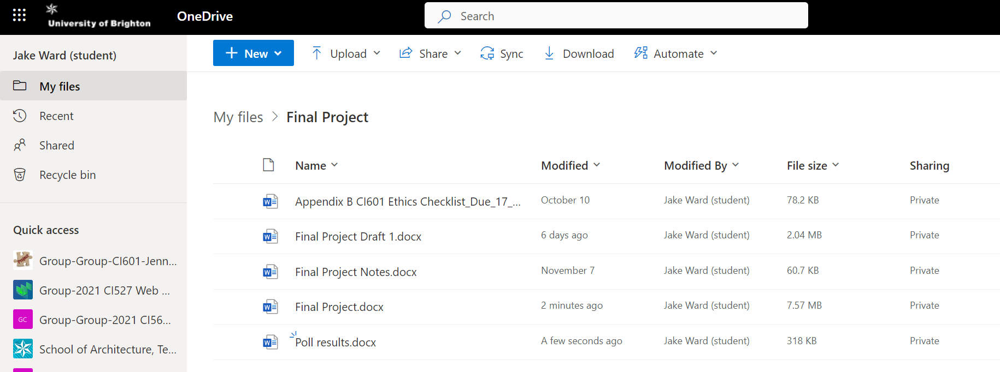 University of Brighton
OneDrive
Search
Jake Ward (student)
New
Upload
Share
Sync
Download
Automate
My files
Recent
Shared
Recycle bin
Quick access
Project
Group-Group-CI601-Jenn...
Group-2021 CI527 Web ...
GC
Group-Group-2021 CI56...
School of Architecture, Te...
My files > Final Project
Name Modified Modified By File size Sharing
Appendix B CI601 Ethics Checklist_Due_17_... October 10 Jake Ward (student) 78.2 KB Private
Final Project Draft 1.docx 6 days ago Jake Ward (student) 2.04 MB Private
Final Project Notes.docx November 7 Jake Ward (student) 60.7 KB Private
Final Project.docx 2 minutes ago Jake Ward (student) 7.57 MB Private
Poll results.docx A few seconds ago Jake Ward (student) 318 KB Private